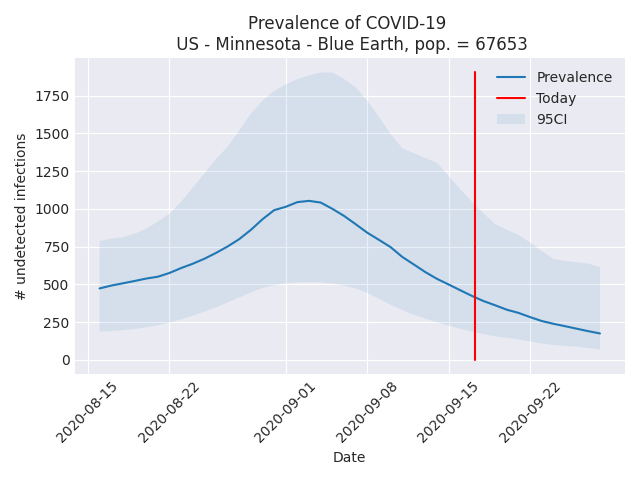 Prevalence of COVID-19
US - Minnesota - Blue Earth, pop. = 67653
Prevalence
Today
95CI
1750
1500
1250
1000
750
500
250
0
# undetected infections
2020-08-15
2020-08-22
2020-09-01
2020-09-08
2020-09-15
2020-09-22
Date